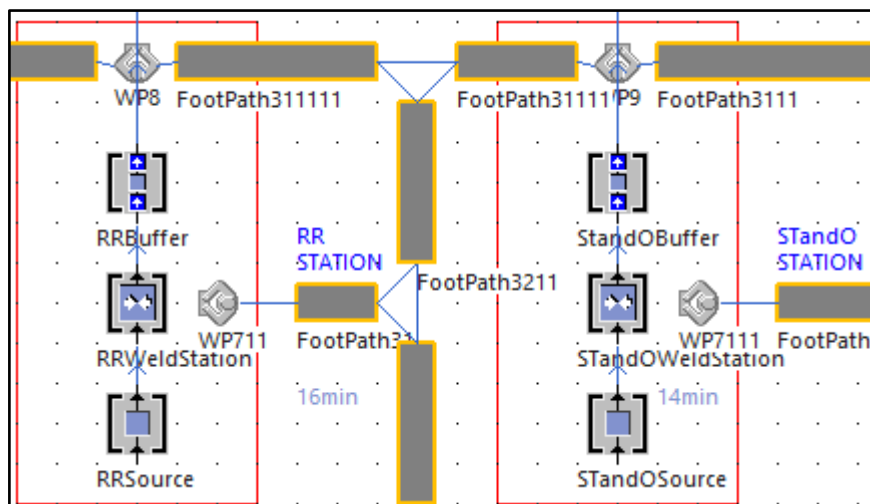 WP8
FootPath311111
FootPath31111
P9
FootPath3111
RRBuffer
RR
STATION
StandOBuffer
STandO
STATION
FootPath3211
WP711
FootPath31
WP7111
FootPath
RRWeldStation
STandOWeldStation
16min
14min
RRSource
STandOSource